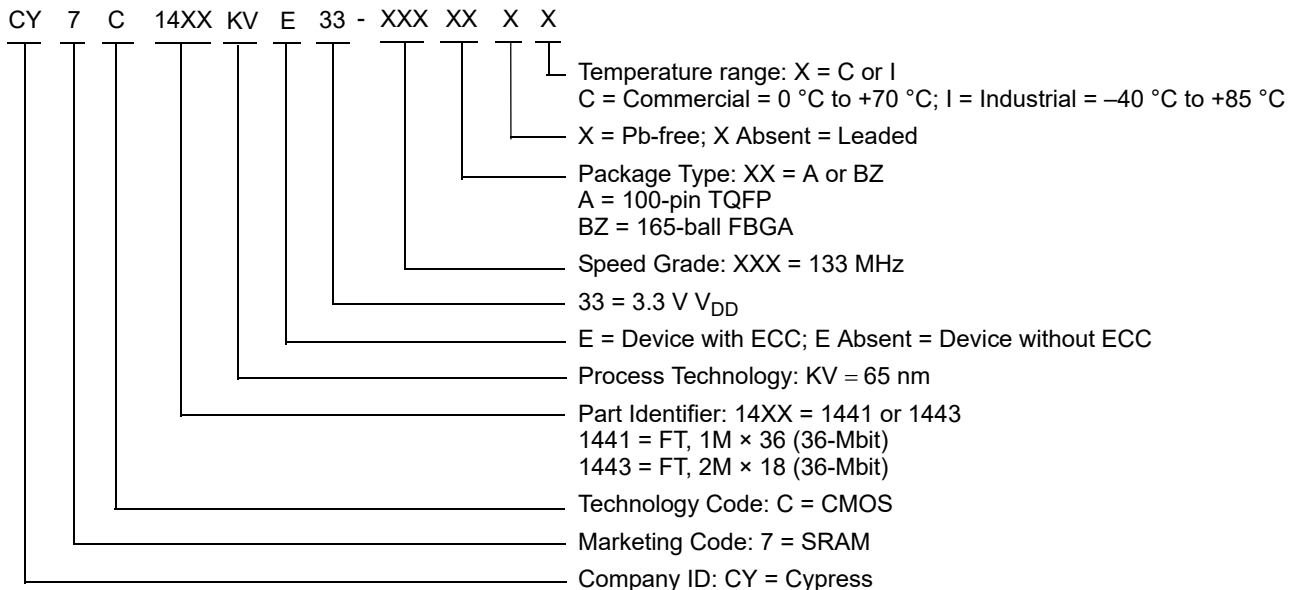 CY 7 C 14XX KV E 33 - XXX XX X X
Temperature range: X = C or I
C = Commercial = 0 °C to +70 °C; I = Industrial = –40 °C to +85 °C
X = Pb-free; X Absent = Leaded
Package Type: XX = A or BZ
A = 100-pin TQFP
BZ = 165-ball FBGA
Speed Grade: XXX = 133 MHz
33 = 3.3 V VDD
E = Device with ECC; E Absent = Device without ECC
Process Technology: KV = 65 nm
Part Identifier: 14XX = 1441 or 1443
1441 = FT, 1M × 36 (36-Mbit)
1443 = FT, 2M × 18 (36-Mbit)
Technology Code: C = CMOS
Marketing Code: 7 = SRAM
Company ID: CY = Cypress